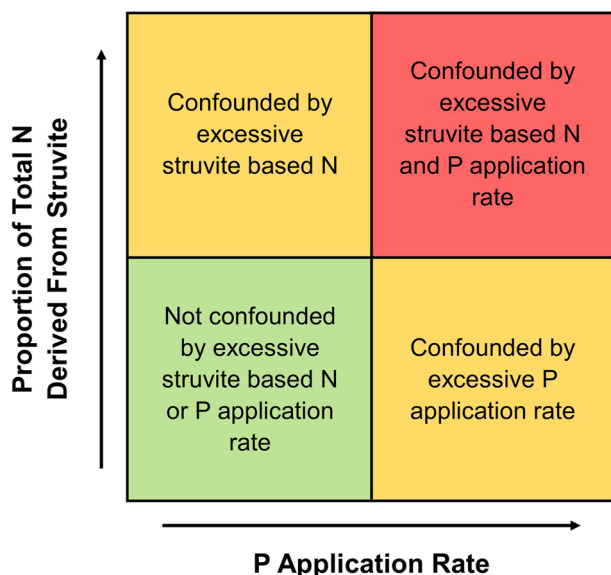 Proportion of Total N
Derived From Struvite
Confounded by
excessive
struvite based N
Confounded by
excessive
struvite based N
and P application
rate
Not confounded
by excessive
struvite based N
or P application
rate
Confounded by
excessive P
application rate
P Application Rate